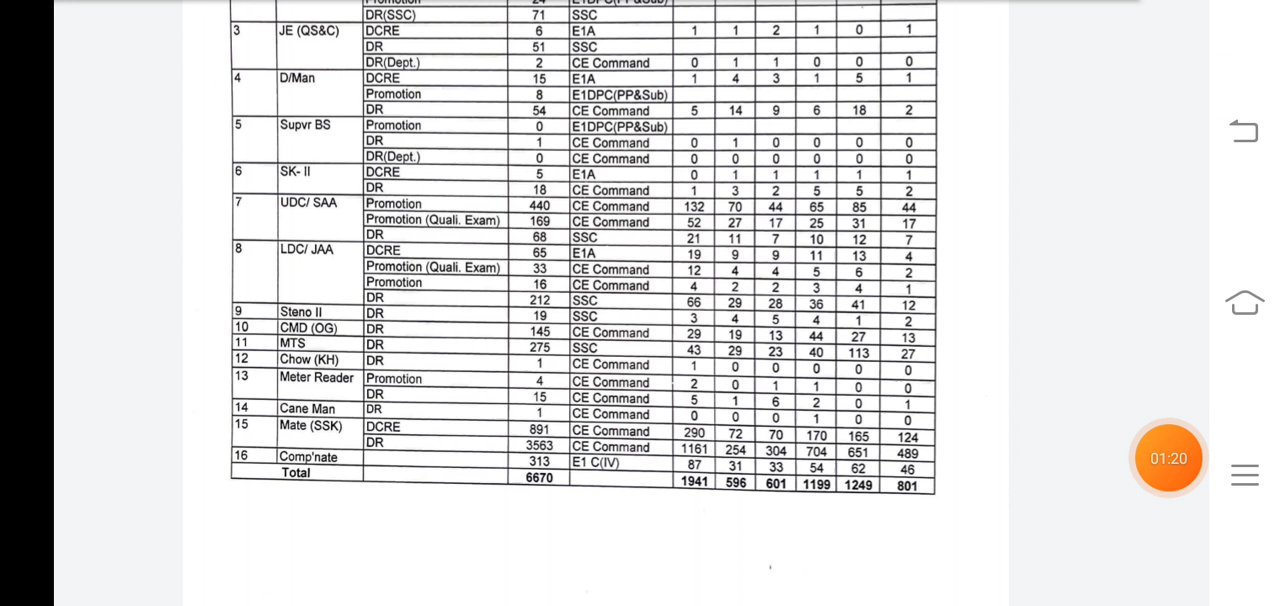 Promotion 24 E1DPC(PP&Sub)
DR(SSC) 71 SSC
3 JE (QS&C) DCRE 6 E1A 1 1 2 1 0 1
DR 51 SSC
DR(Dept.) 2 CE Command 0 1 1 0 0 0
4 D/Man DCRE 15 E1A 1 4 3 1 5 1
Promotion 8 E1DPC(PP&Sub)
DR 54 CE Command 5 14 9 6 18 2
5 Supvr BS Promotion 0 E1DPC(PP&Sub)
DR 1 CE Command 0 1 0 0 0 0
DR(Dept.) 0 CE Command 0 0 0 0 0 0
6 SK- II DCRE 5 E1A 0 1 1 1 1 1
DR 18 CE Command 1 3 2 5 5 2
7 UDC/ SAA Promotion 440 CE Command 132 70 44 65 85 44
Promotion (Quali. Exam) 169 CE Command 52 27 17 25 31 17
DR 68 SSC 21 11 7 10 12 7
8 LDC/ JAA DCRE 65 E1A 19 9 9 11 13 4
Promotion (Quali. Exam) 33 CE Command 12 4 4 5 6 2
Promotion 16 CE Command 4 2 2 3 4 1
DR 212 SSC 66 29 28 36 41 12
9 Steno II DR 19 SSC 3 4 5 4 1 2
10 CMD (OG) DR 145 CE Command 29 19 13 44 27 13
11 MTS DR 275 SSC 43 29 23 40 113 27
12 Chow (KH) DR 1 CE Command 1 0 0 0 0 0
13 Meter Reader Promotion 4 CE Command 2 0 1 1 0 0
DR 15 CE Command 5 1 6 2 0 1
14 Cane Man DR 1 CE Command 0 0 0 1 0 0
15 Mate (SSK) DCRE 891 CE Command 290 72 70 170 165 124
DR 3563 CE Command 1161 254 304 704 651 489
16 Comp'nate 313 E1 C(IV) 87 31 33 54 62 46
Total 6670 1941 596 601 1199 1249 801
01:20